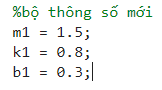 %bộ thông số mới
m1 = 1.5;
k1 = 0.8;
b1 = 0.3;